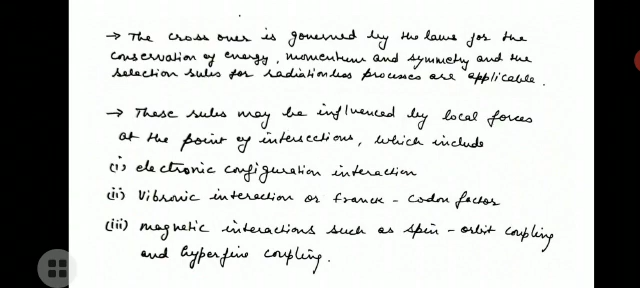 → The cross over is governed by the laws for the
conservation of energy, momentum and symmetry and the
selection rules for radiationless processes are applicable.
→ These rules may be influenced by local forces
at the point of intersections, which include
(i) electronic configuration interaction
(ii) Vibronic interaction or franck - codon factor
(iii) magnetic interactions such as spin - orbit coupling
and hyperfine coupling.